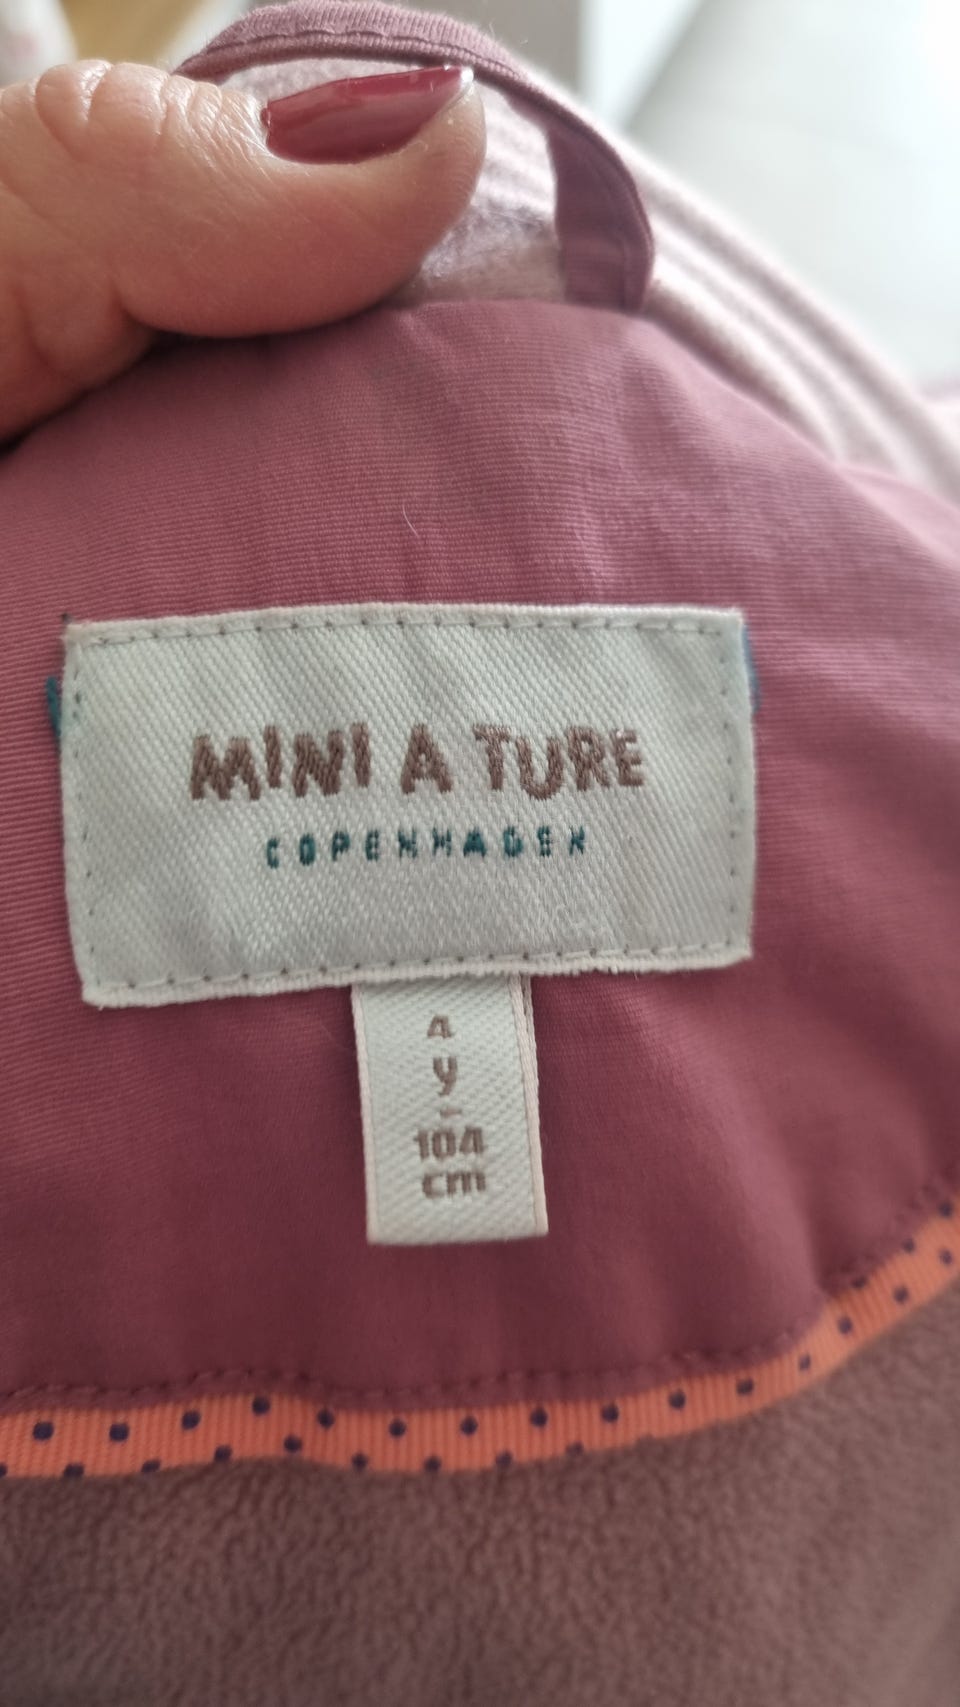 MINI A TURE
COPENHAGEN
4
y
-
104
cm